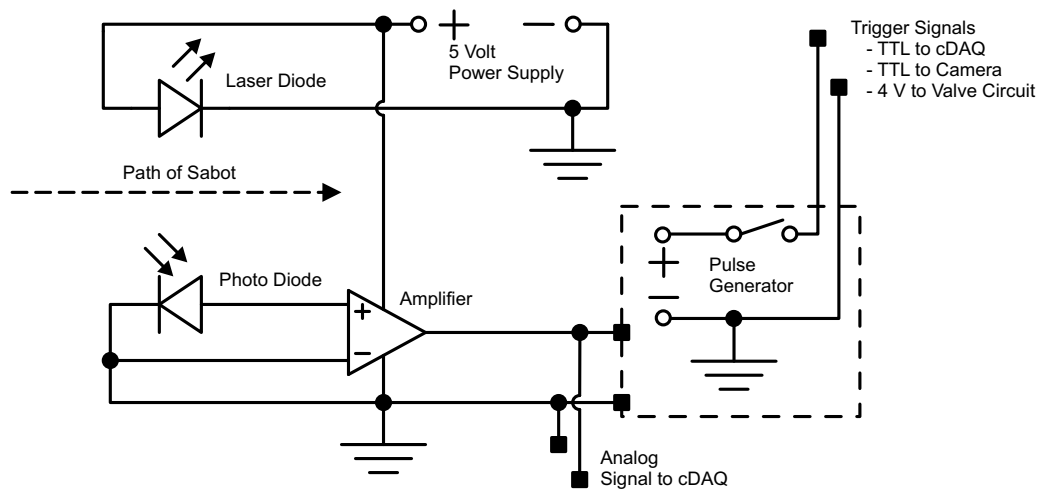 5 Volt
Power Supply
Trigger Signals
- TTL to cDAQ
- TTL to Camera
- 4 V to Valve Circuit
Laser Diode
Path of Sabot
Photo Diode
Amplifier
Pulse
Generator
Analog
Signal to cDAQ